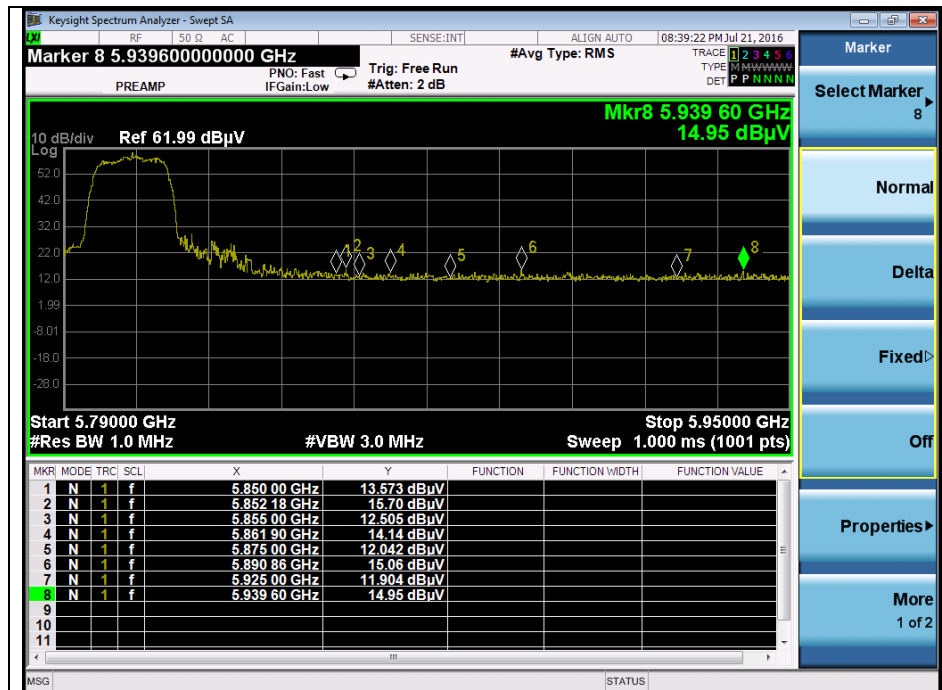 Keysight Spectrum Analyzer - Swept SA
LXI RF 50 Ω AC SENSE:INT ALIGN AUTO 08:39:22 PM Jul 21, 2016
Marker 8 5.939600000000 GHz
PREAMP
PNO: Fast
IFGain:Low
Trig: Free Run
#Atten: 2 dB
#Avg Type: RMS
TRACE 1 2 3 4 5 6
TYPE M M W W W W
DET P P N N N N
Mkr8 5.939 60 GHz
14.95 dBµV
10 dB/div Ref 61.99 dBµV
Log
52.0
42.0
32.0
22.0
12.0
1.99
-8.01
-18.0
-28.0
1 2 3 4 5 6 7 8
Start 5.79000 GHz Stop 5.95000 GHz
#Res BW 1.0 MHz #VBW 3.0 MHz Sweep 1.000 ms (1001 pts)
MKR MODE TRC SCL X Y FUNCTION FUNCTION WIDTH FUNCTION VALUE
1 N 1 f 5.850 00 GHz 13.573 dBµV
2 N 1 f 5.852 18 GHz 15.70 dBµV
3 N 1 f 5.855 00 GHz 12.505 dBµV
4 N 1 f 5.861 90 GHz 14.14 dBµV
5 N 1 f 5.875 00 GHz 12.042 dBµV
6 N 1 f 5.890 86 GHz 15.06 dBµV
7 N 1 f 5.925 00 GHz 11.904 dBµV
8 N 1 f 5.939 60 GHz 14.95 dBµV
9
10
11
MSG STATUS
Marker
Select Marker
8
Normal
Delta
Fixed
Off
Properties
More
1 of 2